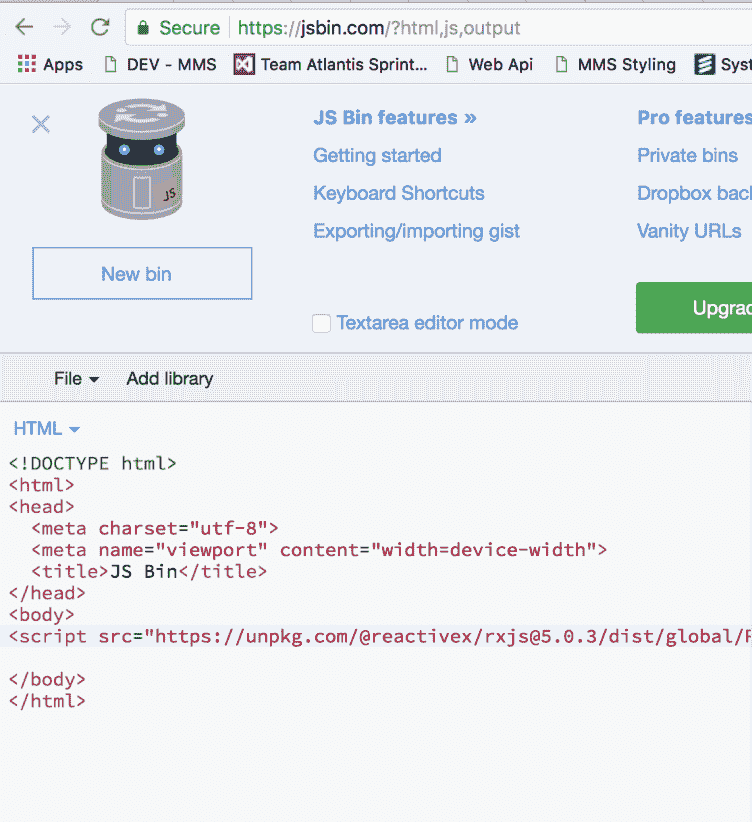 Secure https://jsbin.com/?html,js,output
Apps DEV - MMS Team Atlantis Sprint... Web Api MMS Styling
JS Bin features » Pro features
Getting started Private bins
Keyboard Shortcuts Dropbox
Exporting/importing gist Vanity URLs
JS
New bin
Textarea editor mode
File Add library
HTML
<!DOCTYPE html>
<html>
<head>
<meta charset="utf-8">
<meta name="viewport" content="width=device-width">
<title>JS Bin</title>
</head>
<body>
<script src="https://unpkg.com/@reactivex/rxjs@5.0.3/dist/global/
</body>
</html>